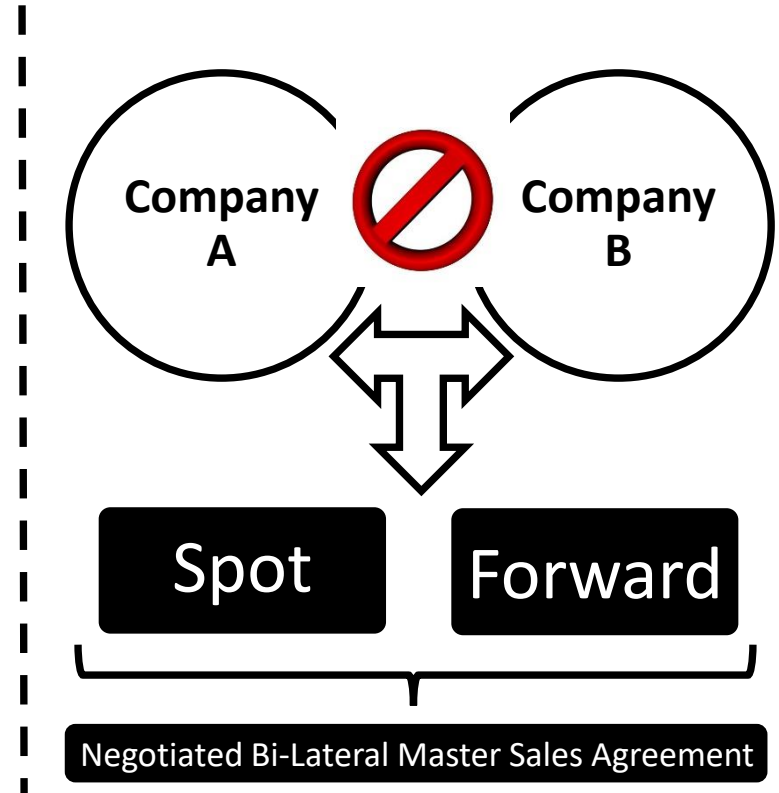 Company
A
Company
B
Spot
Forward
Negotiated Bi-Lateral Master Sales Agreement